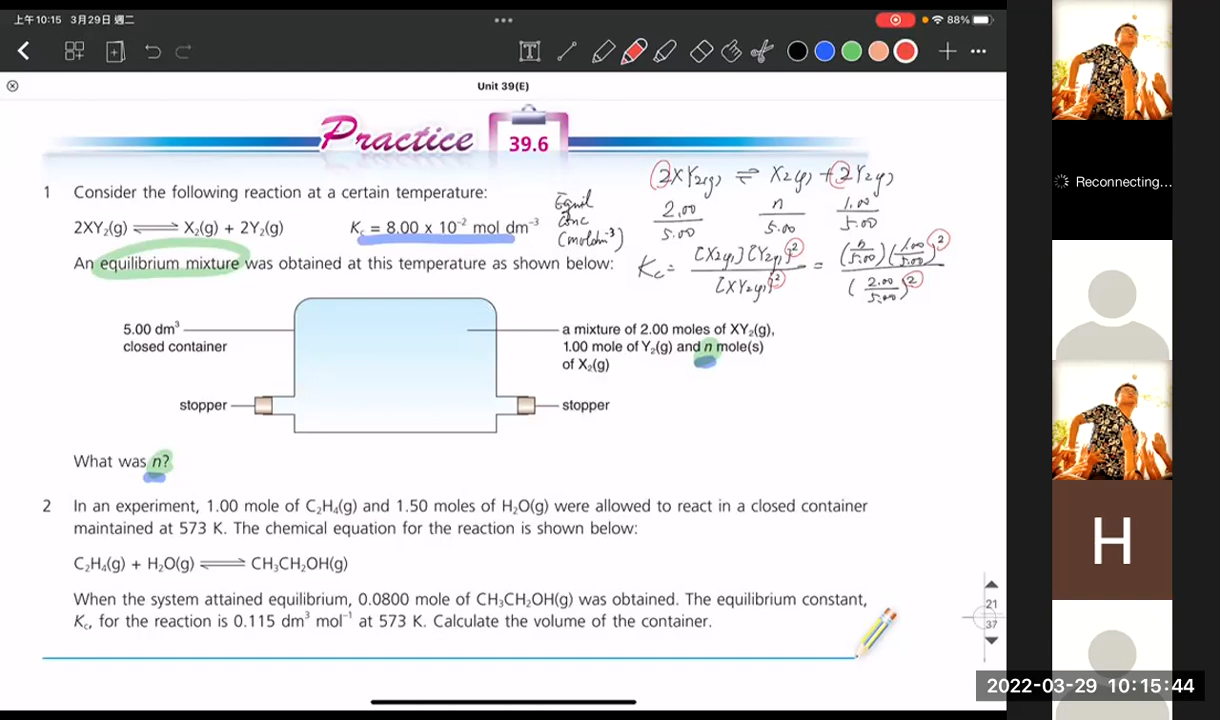 上午10:15 3月29日 週二
88%
Unit 39(E)
Practice
39.6
1 Consider the following reaction at a certain temperature:
2XY₂(g) ⇌ X₂(g) + 2Y₂(g) K꜀ = 8.00 x 10⁻² mol dm⁻³
An equilibrium mixture was obtained at this temperature as shown below:
2XY₂(g) ⇌ X₂(g) + 2Y₂(g)
Equil
Conc
(moldm⁻³)
2.00/5.00 n/5.00 1.00/5.00
Kc = [X₂(g)][Y₂(g)]²/[XY₂(g)]² = (n/5.00)(1.00/5.00)²/(2.00/5.00)²
5.00 dm³
closed container
a mixture of 2.00 moles of XY₂(g),
1.00 mole of Y₂(g) and n mole(s)
of X₂(g)
stopper
stopper
What was n?
2 In an experiment, 1.00 mole of C₂H₄(g) and 1.50 moles of H₂O(g) were allowed to react in a closed container
maintained at 573 K. The chemical equation for the reaction is shown below:
C₂H₄(g) + H₂O(g) ⇌ CH₃CH₂OH(g)
When the system attained equilibrium, 0.0800 mole of CH₃CH₂OH(g) was obtained. The equilibrium constant,
K꜀, for the reaction is 0.115 dm³ mol⁻¹ at 573 K. Calculate the volume of the container.
21
37
Reconnecting...
H
2022-03-29 10:15:44